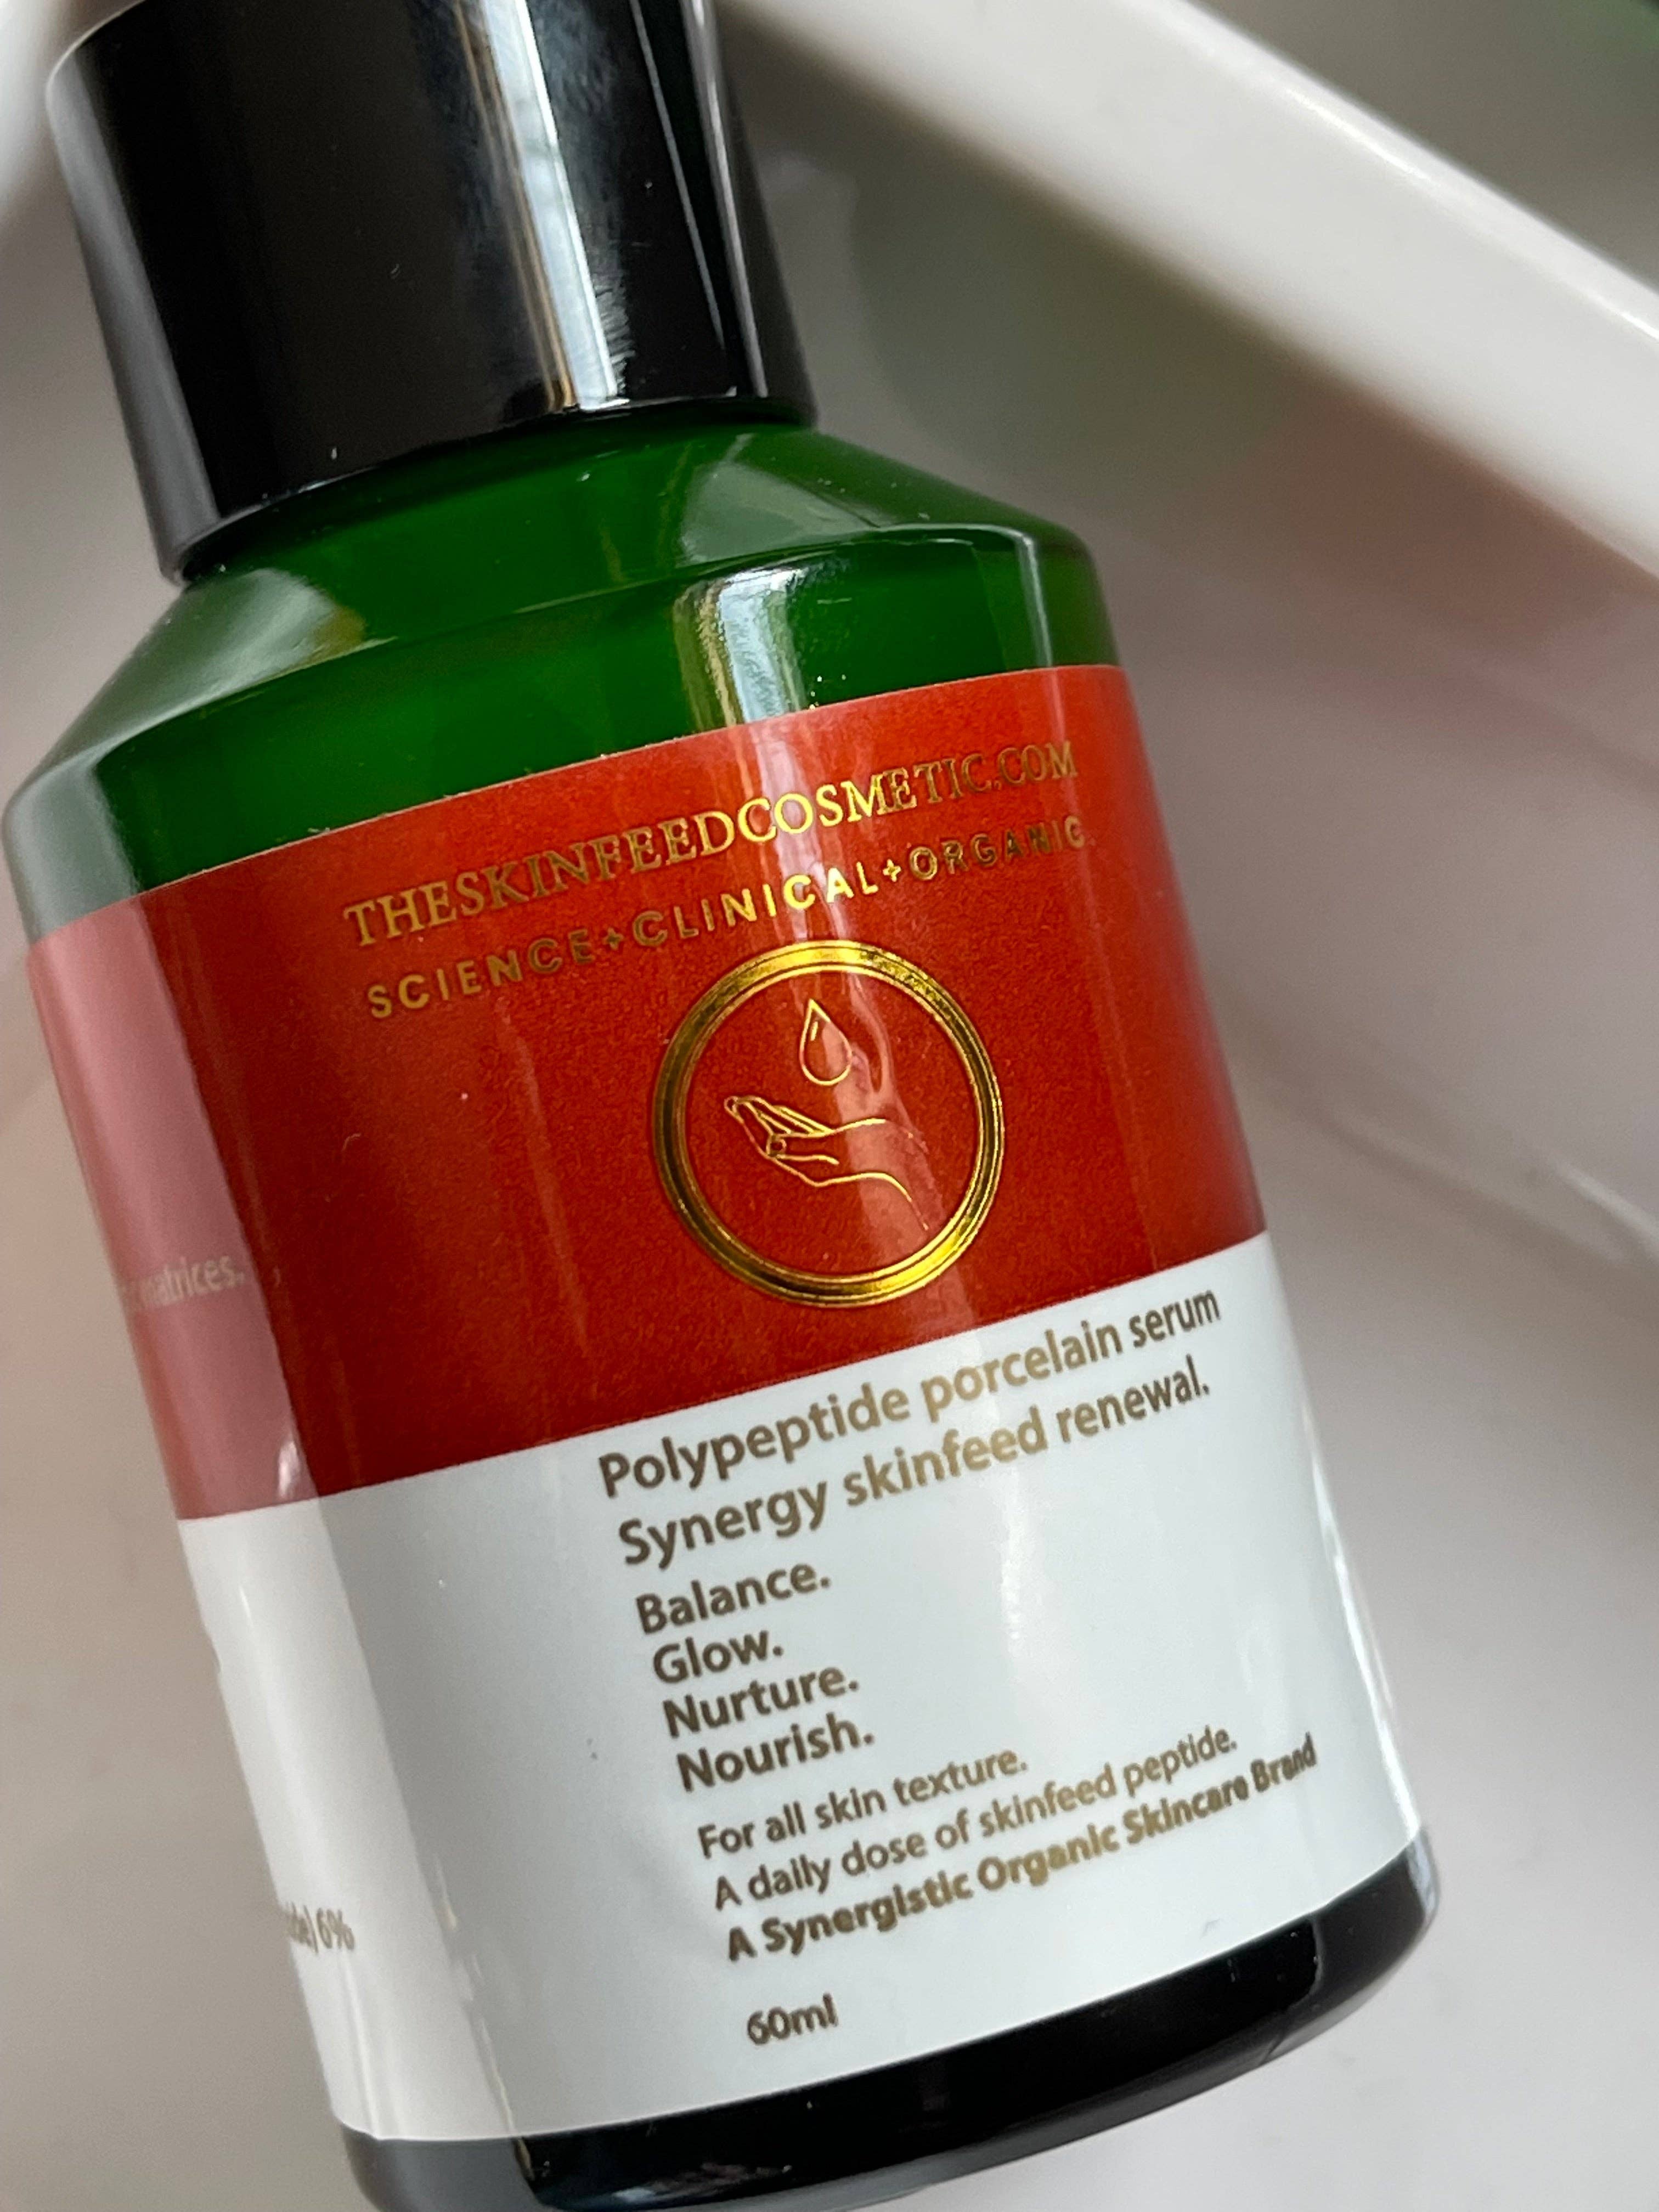 THESKINFEEDCOSMETIC.COM
SCIENCE+CLINICAL+ORGANIC.
Polypeptide porcelain serum
Synergy skinfeed renewal.
Balance.
Glow.
Nurture.
Nourish.
For all skin texture.
A daily dose of skinfeed peptide.
A Synergistic Organic Skincare Brand
60ml
6%